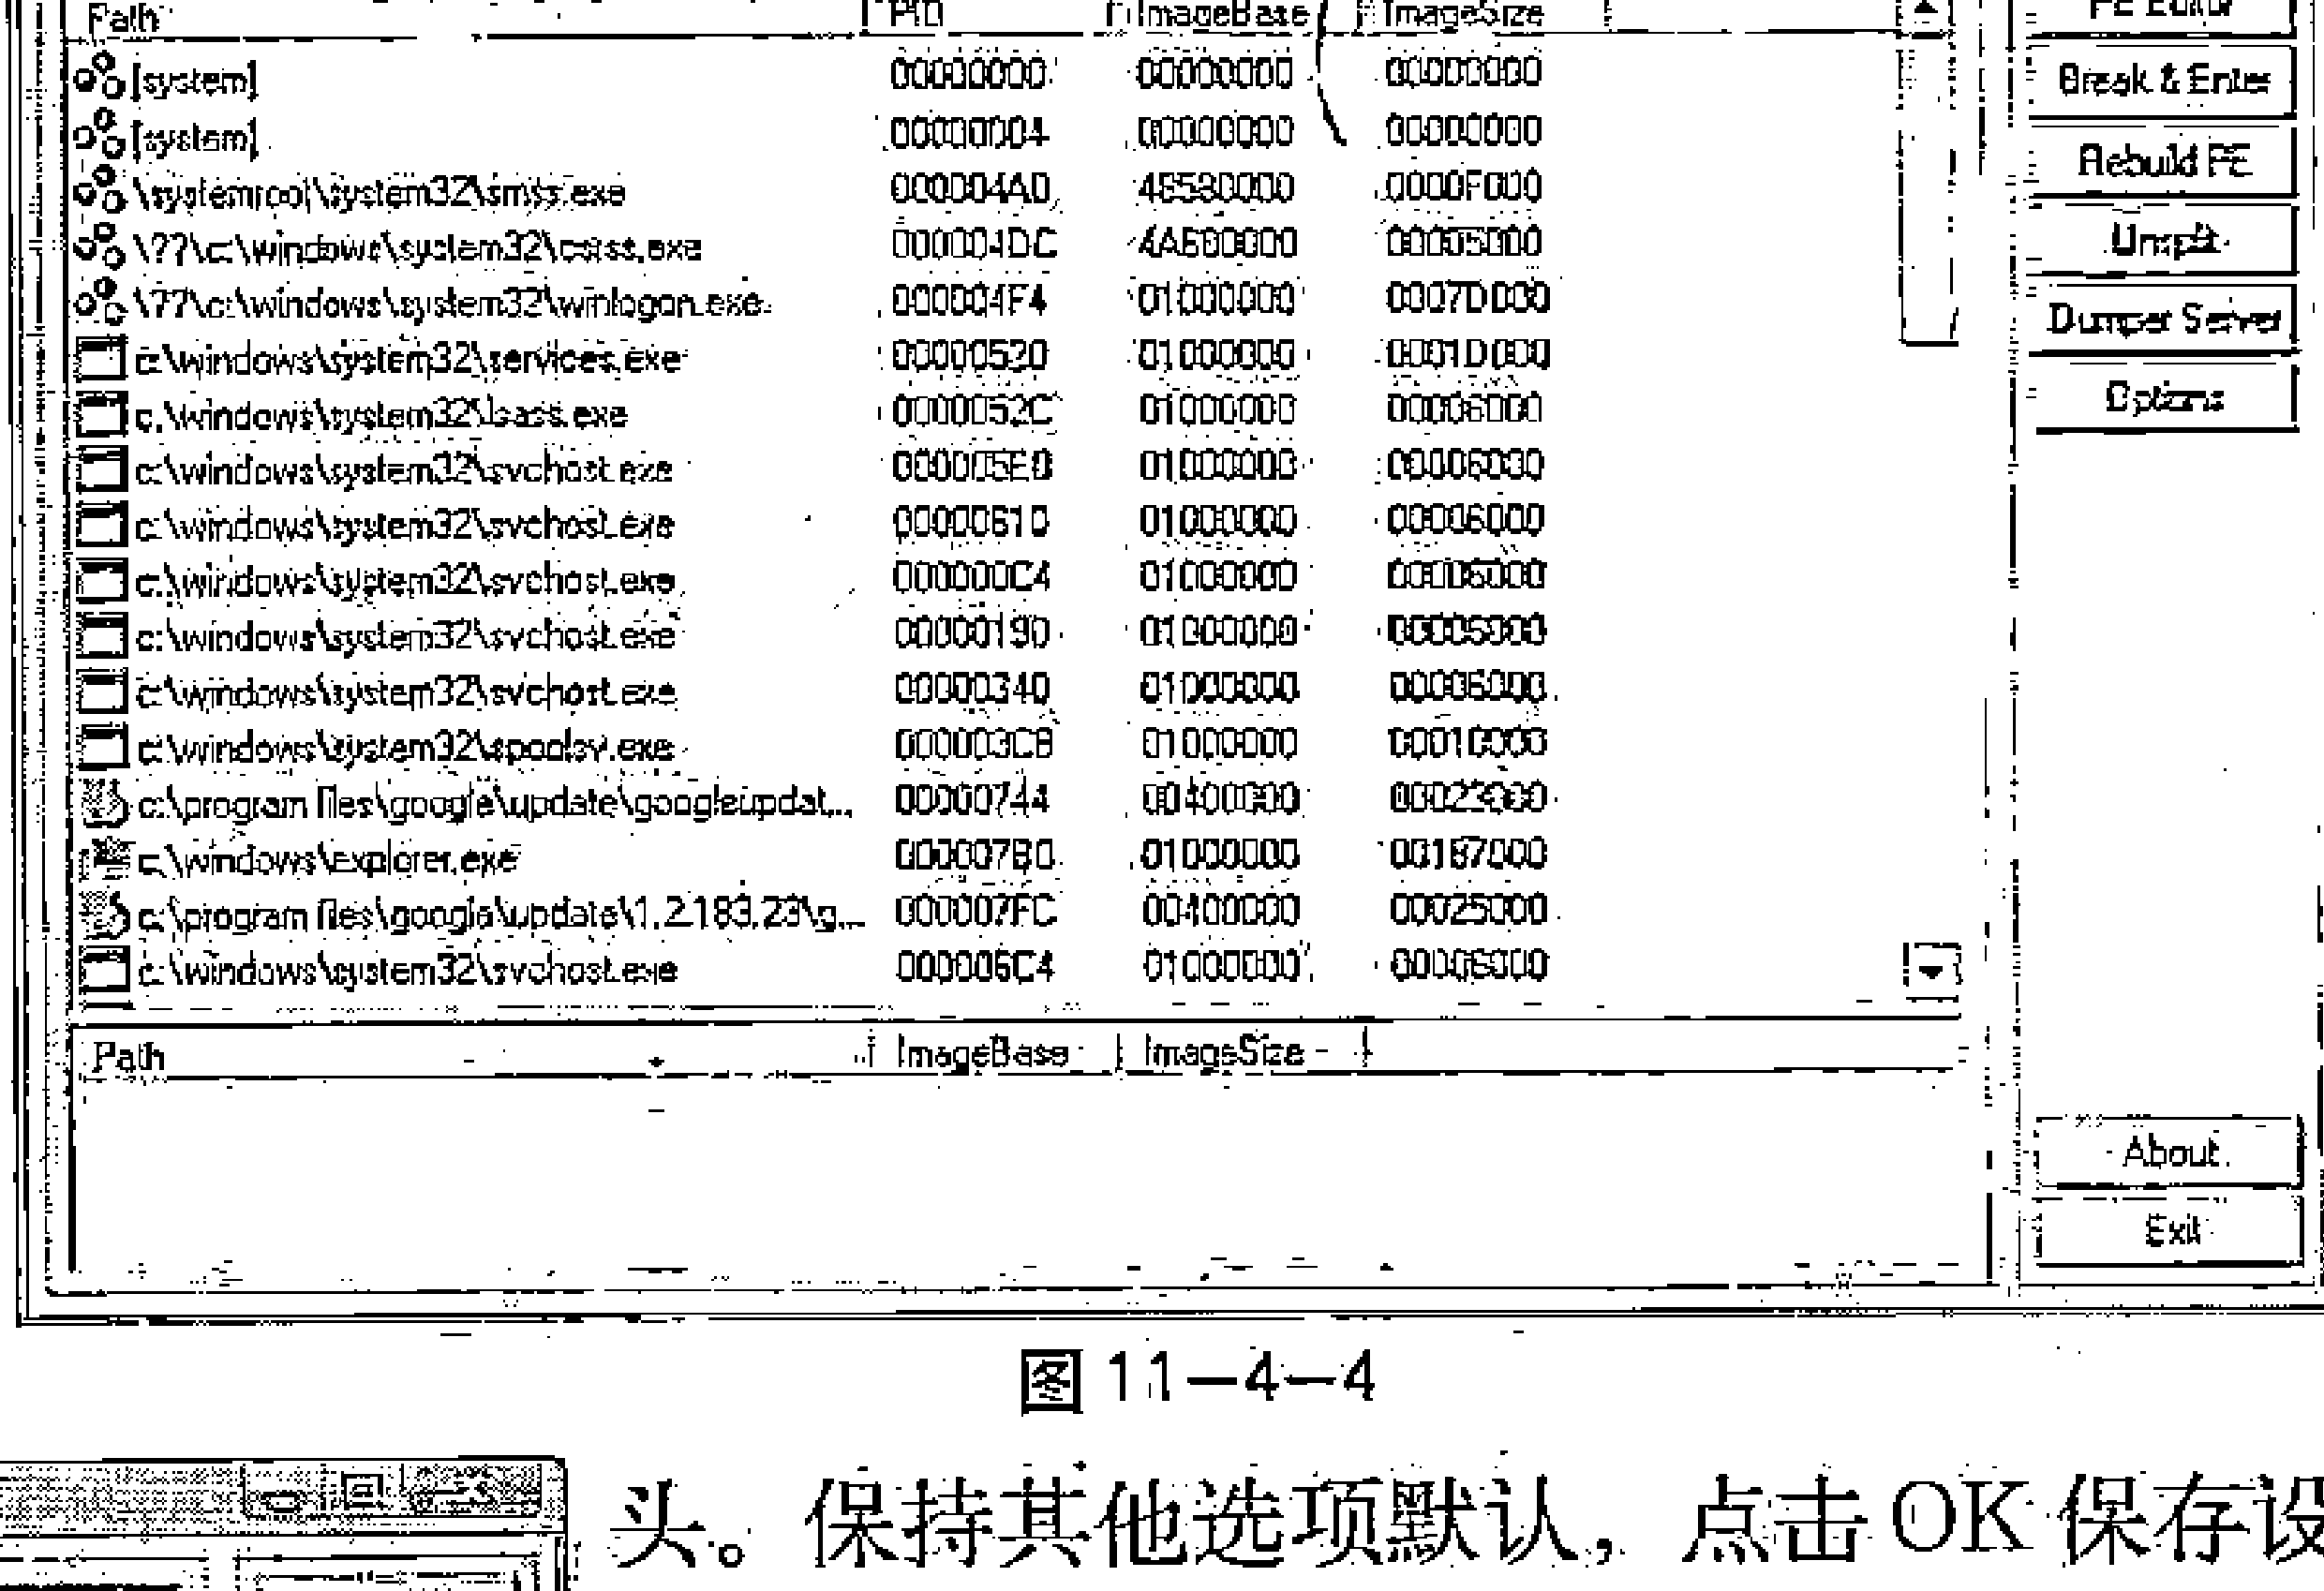 Path PID ImageBase ImageSize PE Editor
[system] 00000000 00000000 00000000 Break & Enter
[system] 00000004 00000000 00000000
\systemroot\system32\smss.exe 000004A0 48580000 0000F000 Rebuild PE
\??\c:\windows\system32\csrss.exe 000004DC 4A680000 00005000 Unsplit
\??\c:\windows\system32\winlogon.exe 000004F4 01000000 0007D000 Dumper Server
c:\windows\system32\services.exe 00000520 01000000 0001D000
c:\windows\system32\lsass.exe 0000052C 01000000 00006000 Options
c:\windows\system32\svchost.exe 000005E0 01000000 00006000
c:\windows\system32\svchost.exe 00000610 01000000 00006000
c:\windows\system32\svchost.exe 000000C4 01000000 00006000
c:\windows\system32\svchost.exe 00000190 01000000 00006000
c:\windows\system32\svchost.exe 00000340 01000000 00006000
c:\windows\system32\spoolsv.exe 000003C8 01000000 00010000
c:\program files\google\update\googleupdat... 00000744 00400000 00023000
c:\windows\explorer.exe 00000780 01000000
c:\program files\google\update\1.2.183.23\g... 000007FC 00400000 00025000
c:\windows\system32\svchost.exe 000006C4 01000000 00006000
Path ImageBase ImageSize
About
Exit
图 11-4-4
头。保持其他选项默认，点击 OK 保存设